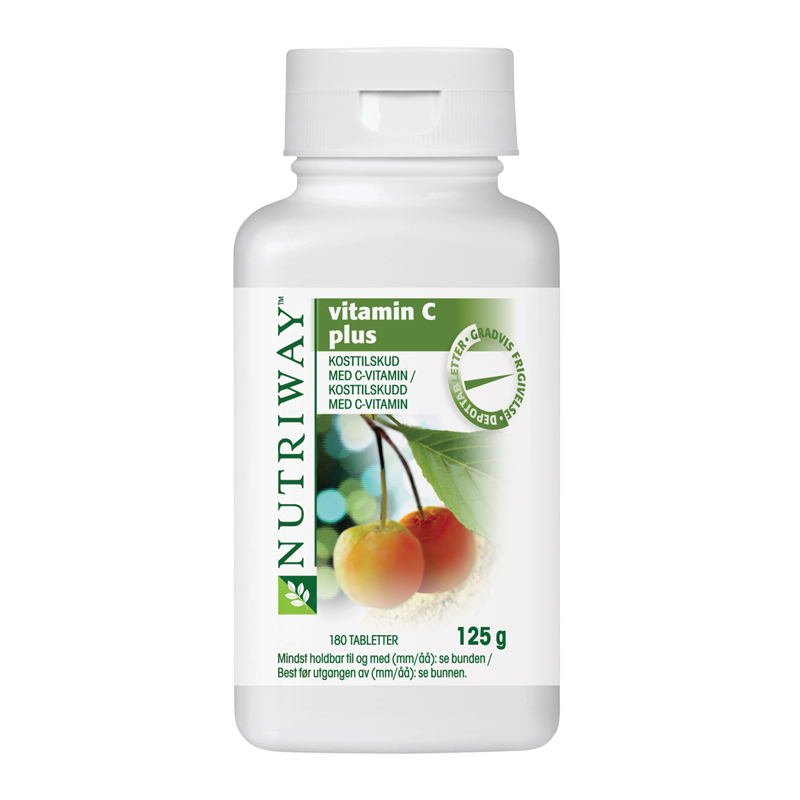 NUTRIWAY™
vitamin C
plus
KOSTTILSKUD
MED C-VITAMIN /
KOSTTILSKUDD
MED C-VITAMIN
DEPOTTABLETTER • GRADVIS FRIGIVELSE •
180 TABLETTER
125 g
Mindst holdbar til og med (mm/åå): se bunden /
Best før utgangen av (mm/åå): se bunnen.